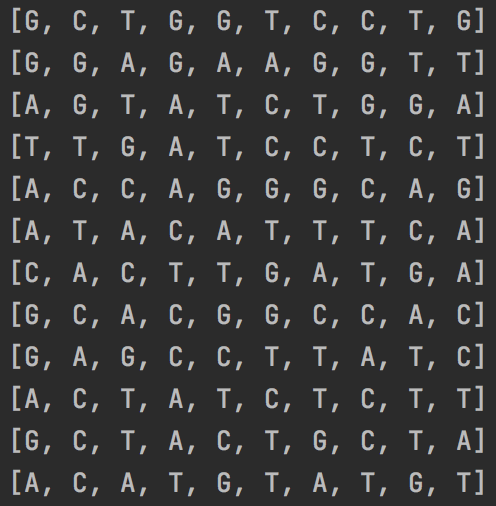 [G, C, T, G, G, T, C, C, T, G]
[G, G, A, G, A, A, G, G, T, T]
[A, G, T, A, T, C, T, G, G, A]
[T, T, G, A, T, C, C, T, C, T]
[A, C, C, A, G, G, G, C, A, G]
[A, T, A, C, A, T, T, T, C, A]
[C, A, C, T, T, G, A, T, G, A]
[G, C, A, C, G, G, C, C, A, C]
[G, A, G, C, C, T, T, A, T, C]
[A, C, T, A, T, C, T, C, T, T]
[G, C, T, A, C, T, G, C, T, A]
[A, C, A, T, G, T, A, T, G, T]